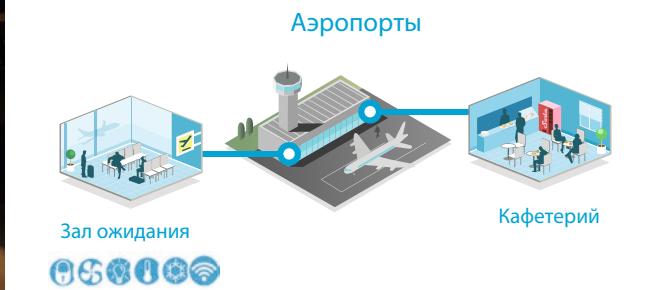 Аэропорты
Кафетерий
Зал ожидания